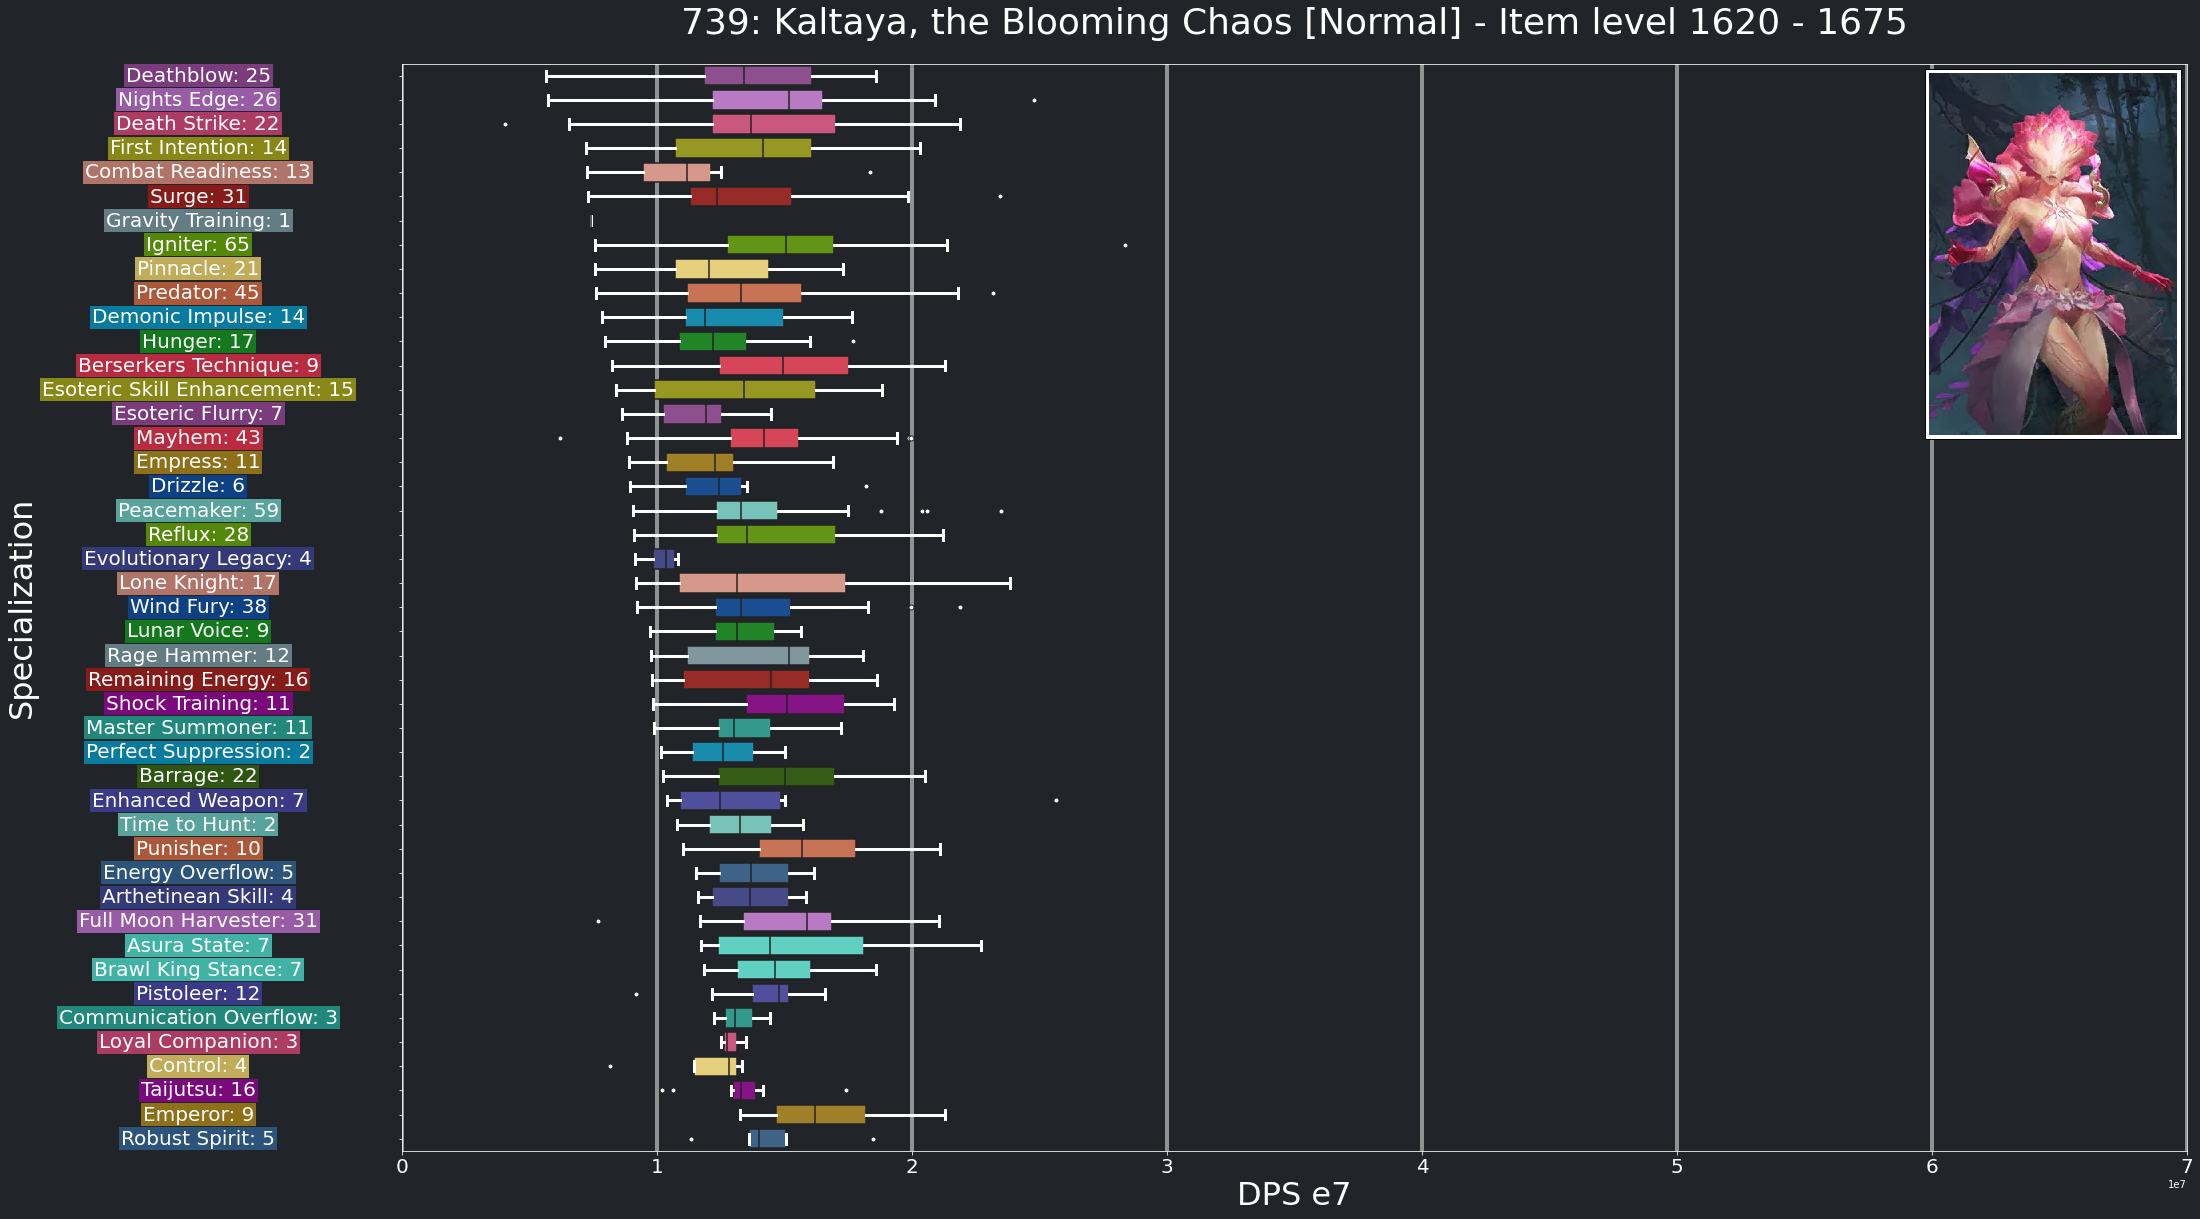 739: Kaltaya, the Blooming Chaos [Normal] - Item level 1620 - 1675
Specialization
Deathblow: 25
Nights Edge: 26
Death Strike: 22
First Intention: 14
Combat Readiness: 13
Surge: 31
Gravity Training: 1
Igniter: 65
Pinnacle: 21
Predator: 45
Demonic Impulse: 14
Hunger: 17
Berserkers Technique: 9
Esoteric Skill Enhancement: 15
Esoteric Flurry: 7
Mayhem: 43
Empress: 11
Drizzle: 6
Peacemaker: 59
Reflux: 28
Evolutionary Legacy: 4
Lone Knight: 17
Wind Fury: 38
Lunar Voice: 9
Rage Hammer: 12
Remaining Energy: 16
Shock Training: 11
Master Summoner: 11
Perfect Suppression: 2
Barrage: 22
Enhanced Weapon: 7
Time to Hunt: 2
Punisher: 10
Energy Overflow: 5
Arthetinean Skill: 4
Full Moon Harvester: 31
Asura State: 7
Brawl King Stance: 7
Pistoleer: 12
Communication Overflow: 3
Loyal Companion: 3
Control: 4
Taijutsu: 16
Emperor: 9
Robust Spirit: 5
0 1 2 3 4 5 6 7
1e7
DPS e7